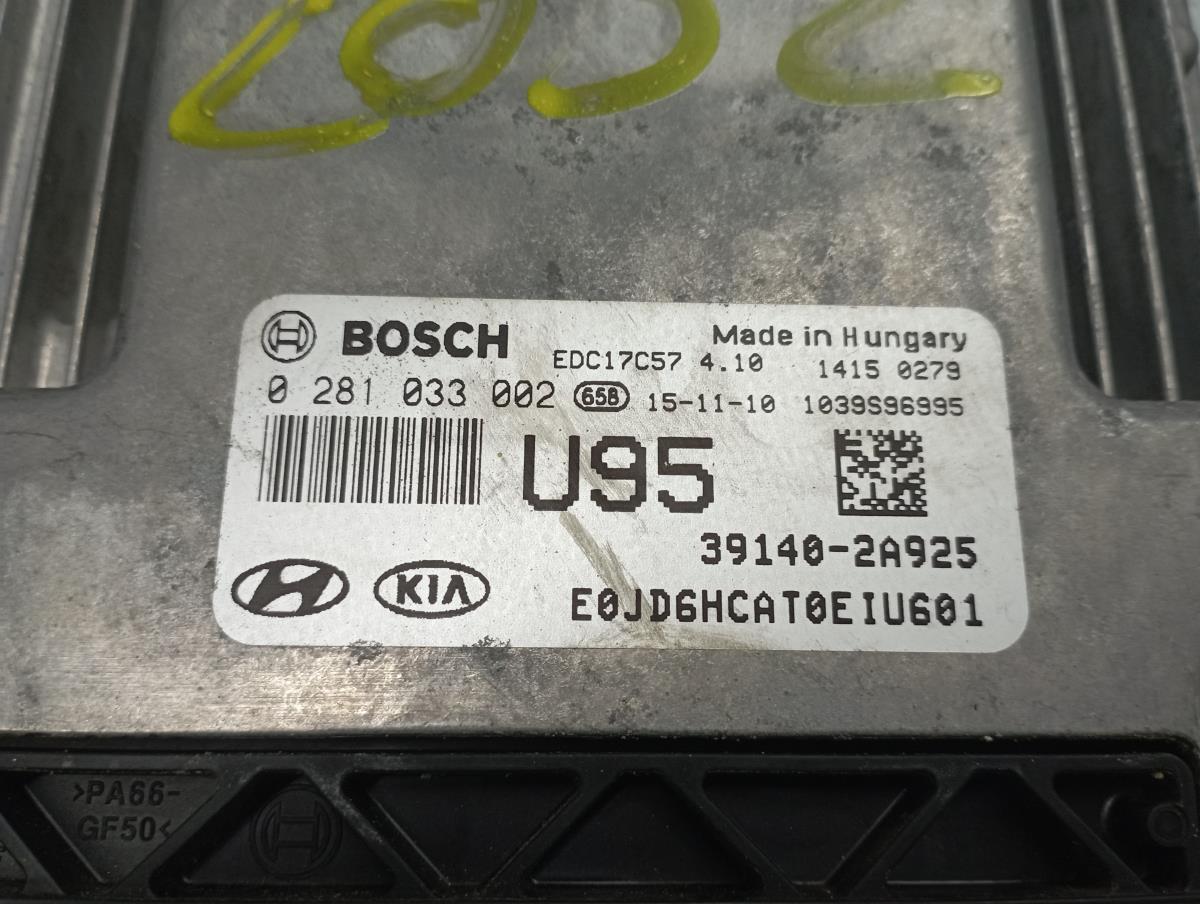 BOSCH
Made in Hungary
EDC17C57 4.10 1415 0279
0 281 033 002 658 15-11-10 1039S96995
U95
39140-2A925
KIA
E0JD6HCAT0EIU601
>PA66-
GF50<